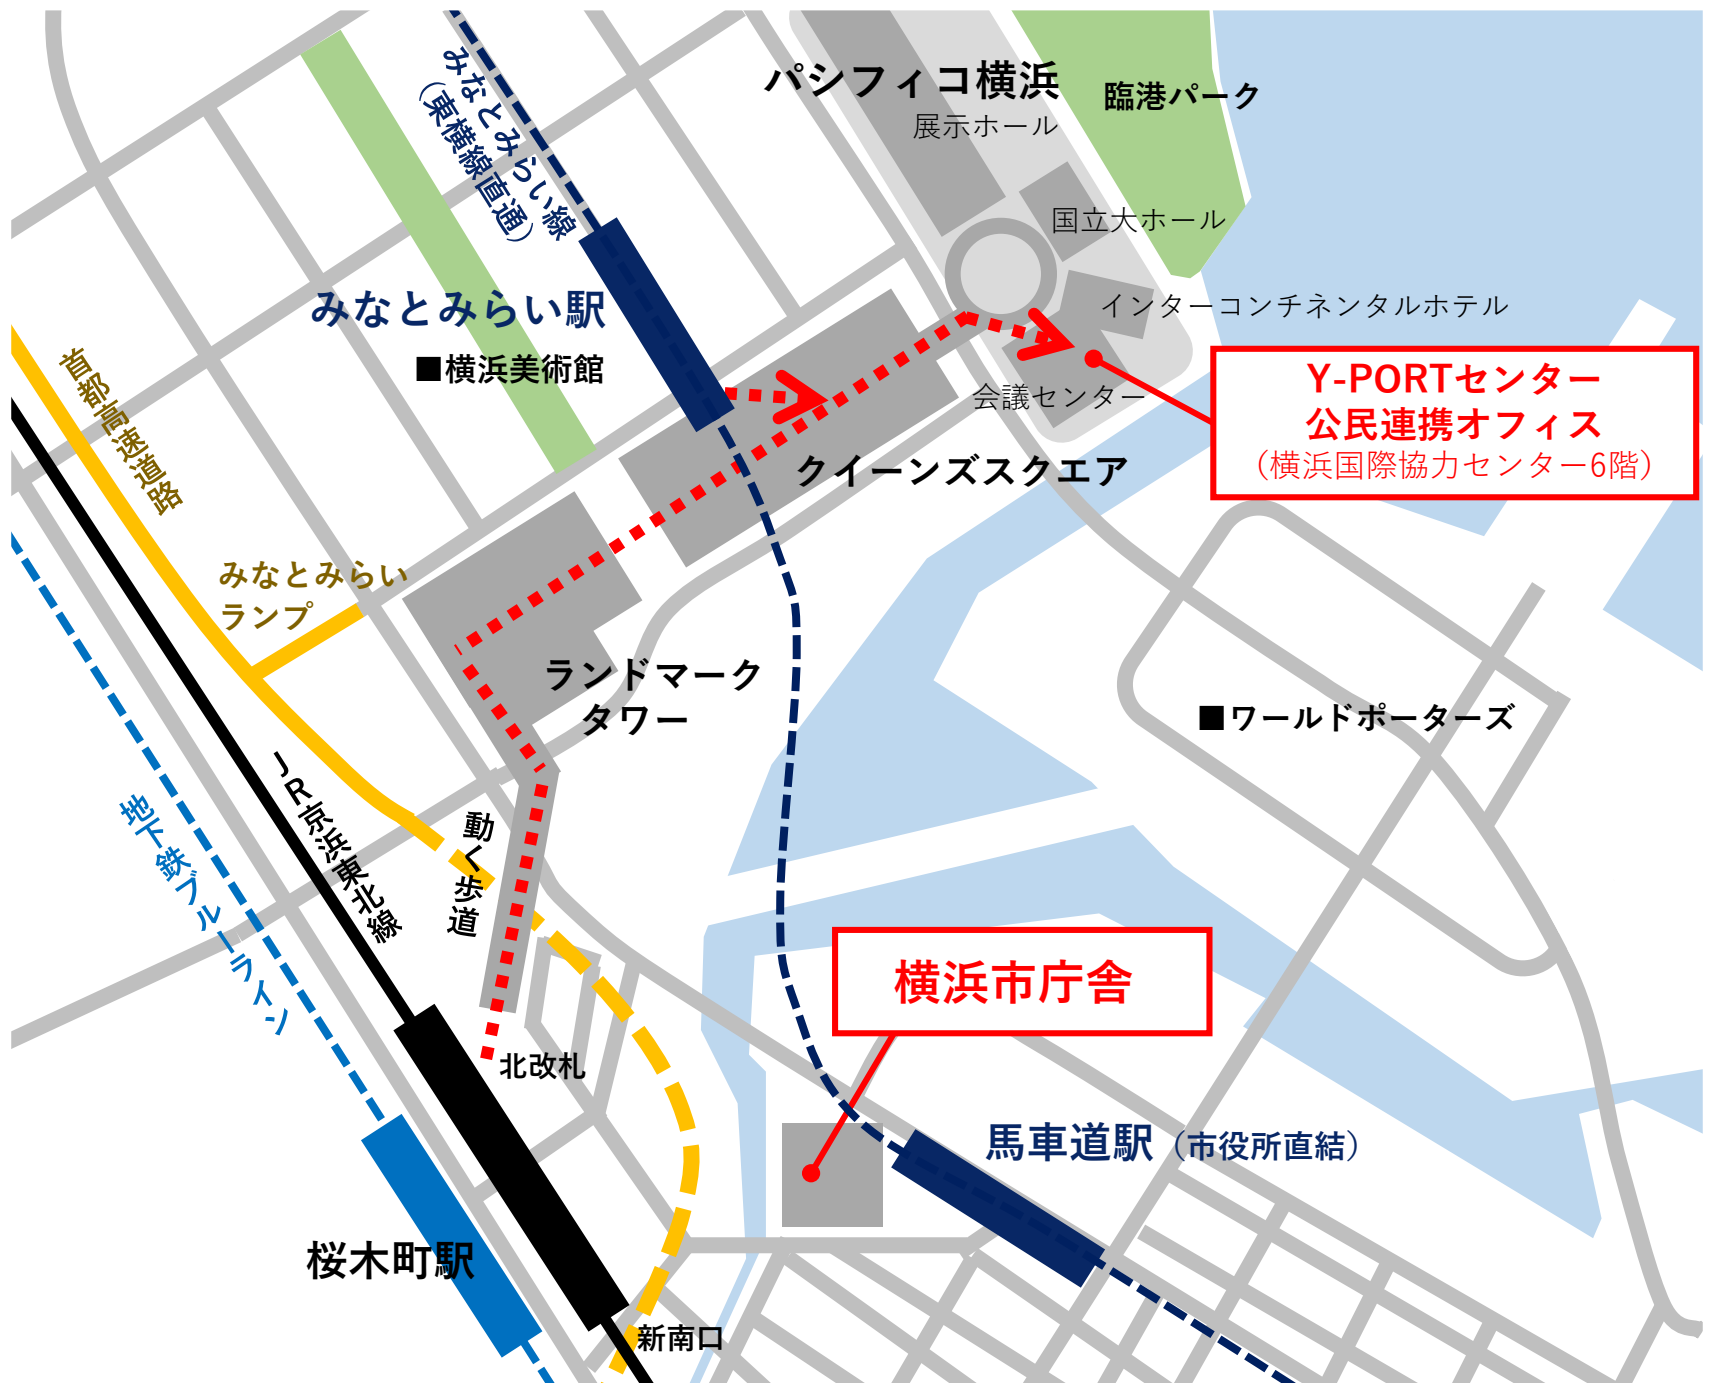 パシフィコ横浜
展示ホール
臨港パーク
みなとみらい線
（東横線直通）
国立大ホール
みなとみらい駅
インターコンチネンタルホテル
■横浜美術館
首都高速道路
会議センター
Y-PORTセンター
公民連携オフィス
（横浜国際協力センター6階）
クイーンズスクエア
みなとみらい
ランプ
ランドマーク
タワー
■ワールドポーターズ
JR京浜東北線
地下鉄ブルーライン
動く歩道
横浜市庁舎
北改札
馬車道駅（市役所直結）
桜木町駅
新南口